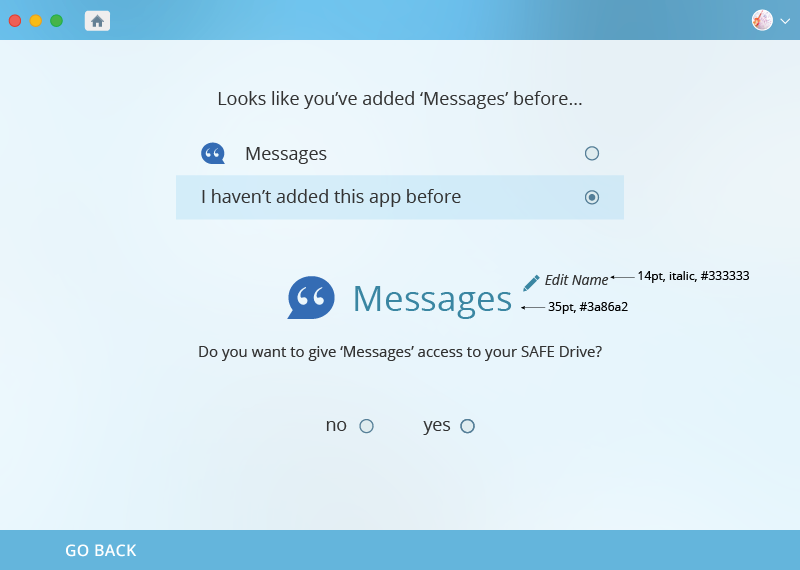 Looks like you’ve added ‘Messages’ before...
Messages
I haven’t added this app before
Edit Name
14pt, italic, #333333
Messages
35pt, #3a86a2
Do you want to give ‘Messages’ access to your SAFE Drive?
no yes
GO BACK